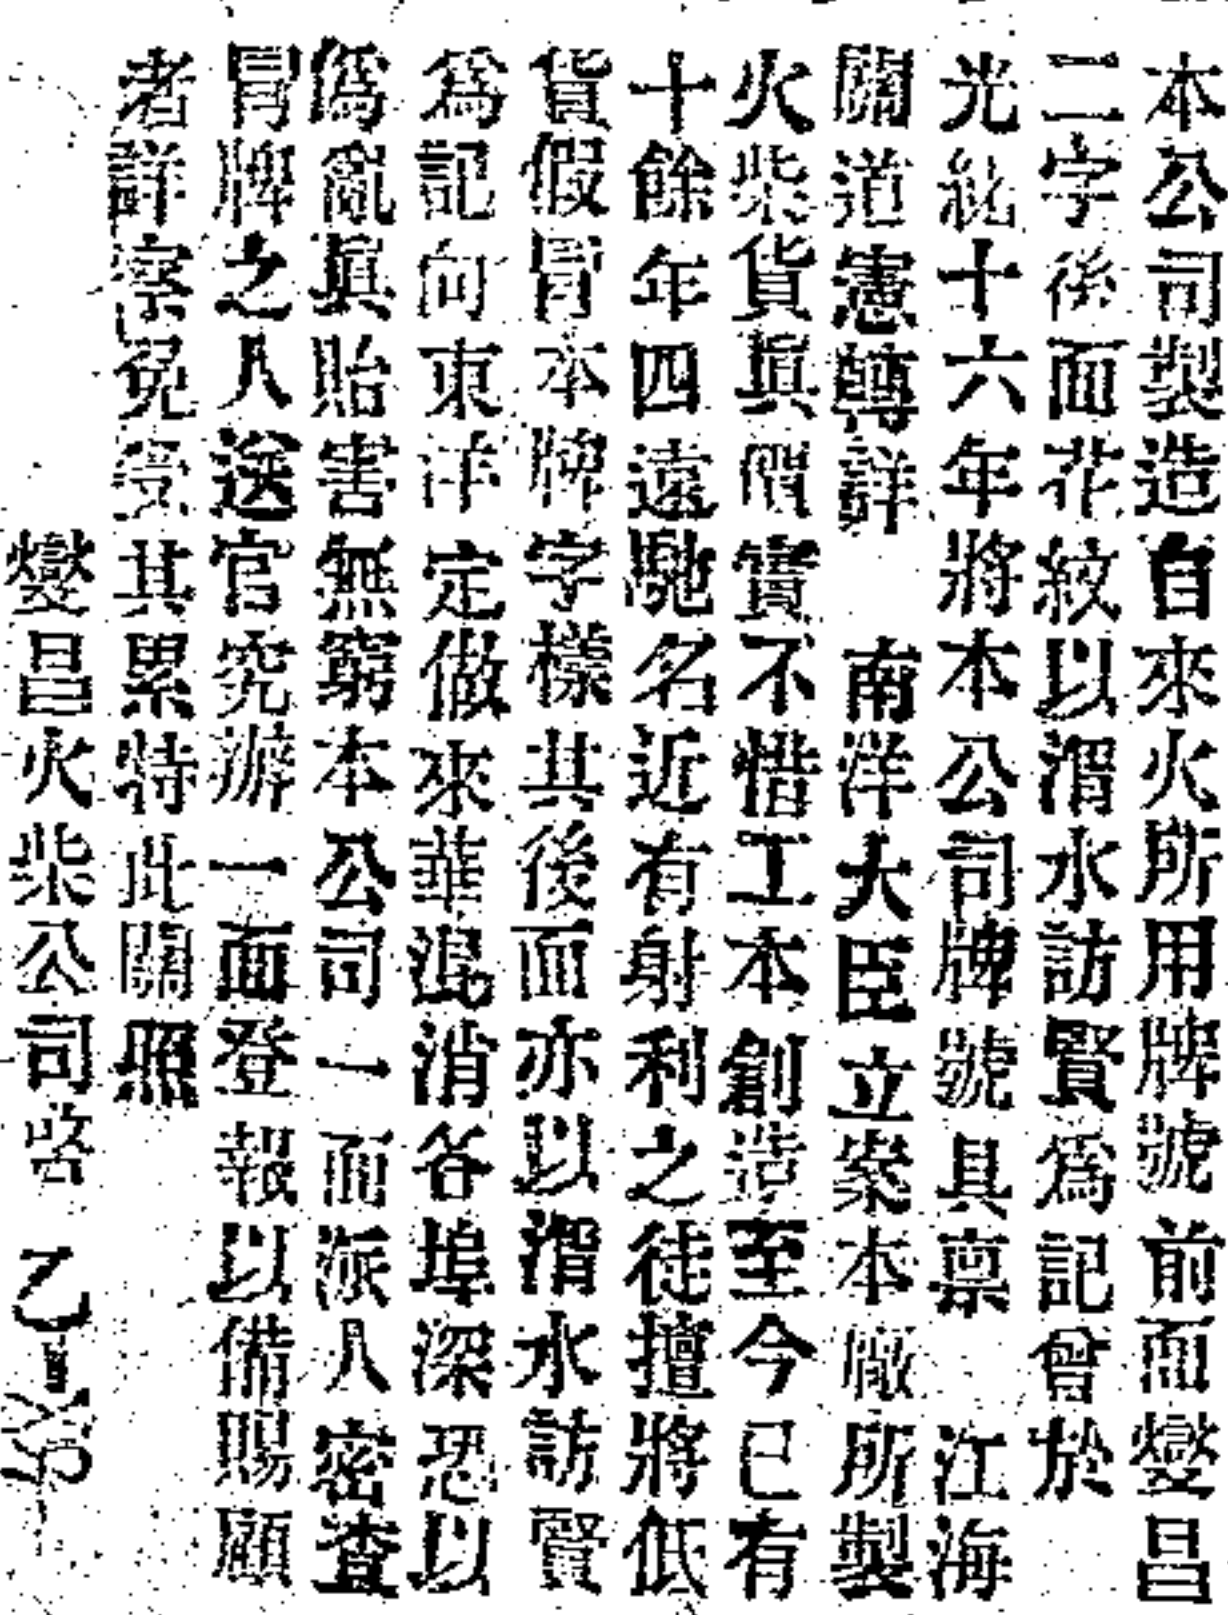 本公司製造自來火所用牌號前面燮昌
二字後面花紋以渭水訪賢爲記曾於
光緒十六年將本公司牌號具稟 江海
關道憲轉詳 南洋大臣立案本廠所製
火柴貨眞價實不惜工本創造至今已有
十餘年四遠馳名近有射利之徒擅將低
貨假冐本牌字樣其後面亦以渭水訪賢
爲記向東洋定做來華混淆各埠深恐以
僞亂眞貽害無窮本公司一面派人密查
冐牌之人送官究辦一面登報以備賜顧
者詳察免受其累特此關照
燮昌火柴公司啓